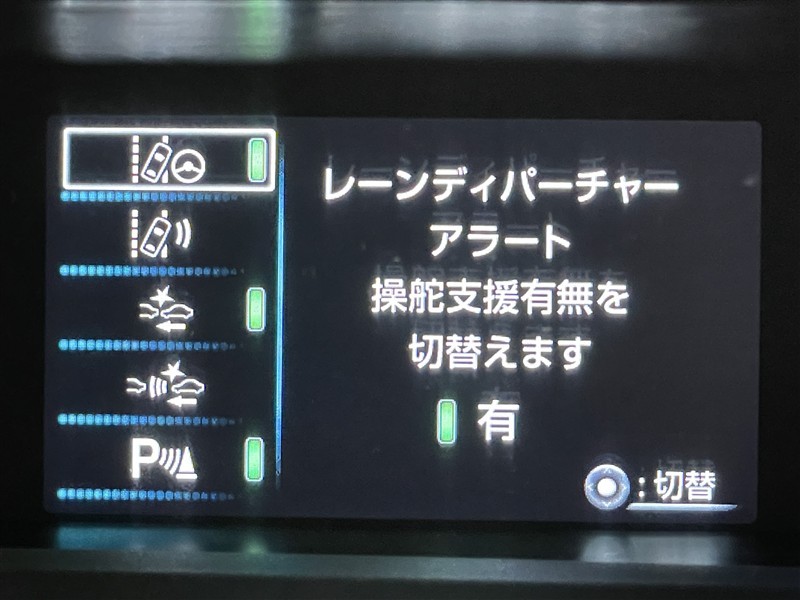 レーンディパーチャー
アラート
操舵支援有無を
切替えます
有
:切替
P